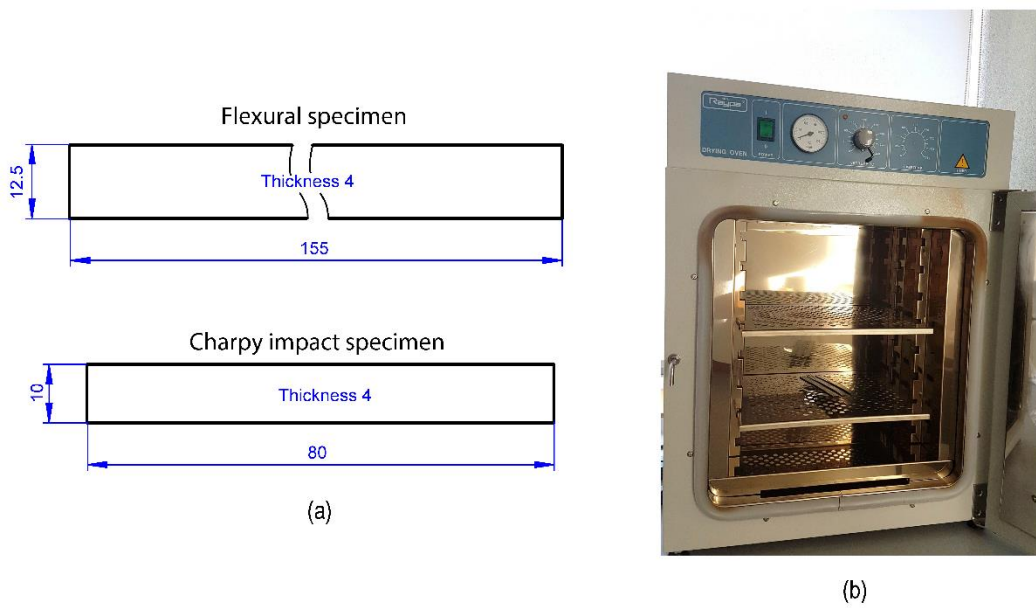 Flexural specimen
12.5
Thickness 4
155
Charpy impact specimen
10
Thickness 4
80
(a)
Raypa
DRYING OVEN
(b)